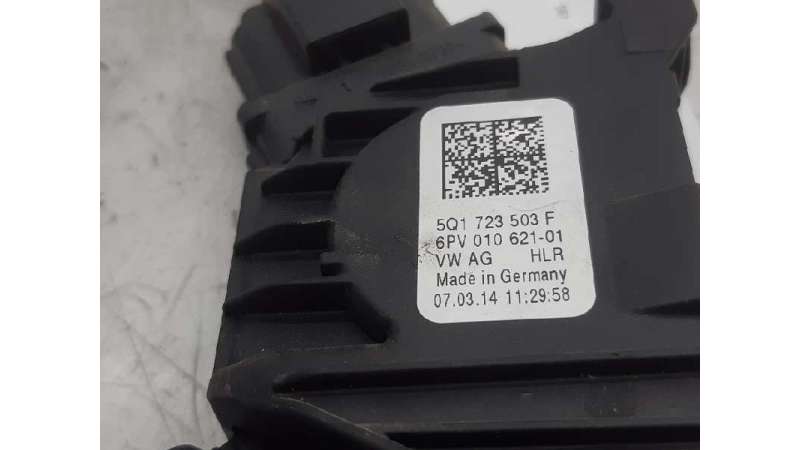 5Q1 723 503 F
6PV 010 621-01
VW AG HLR
Made in Germany
07.03.14 11:29:58